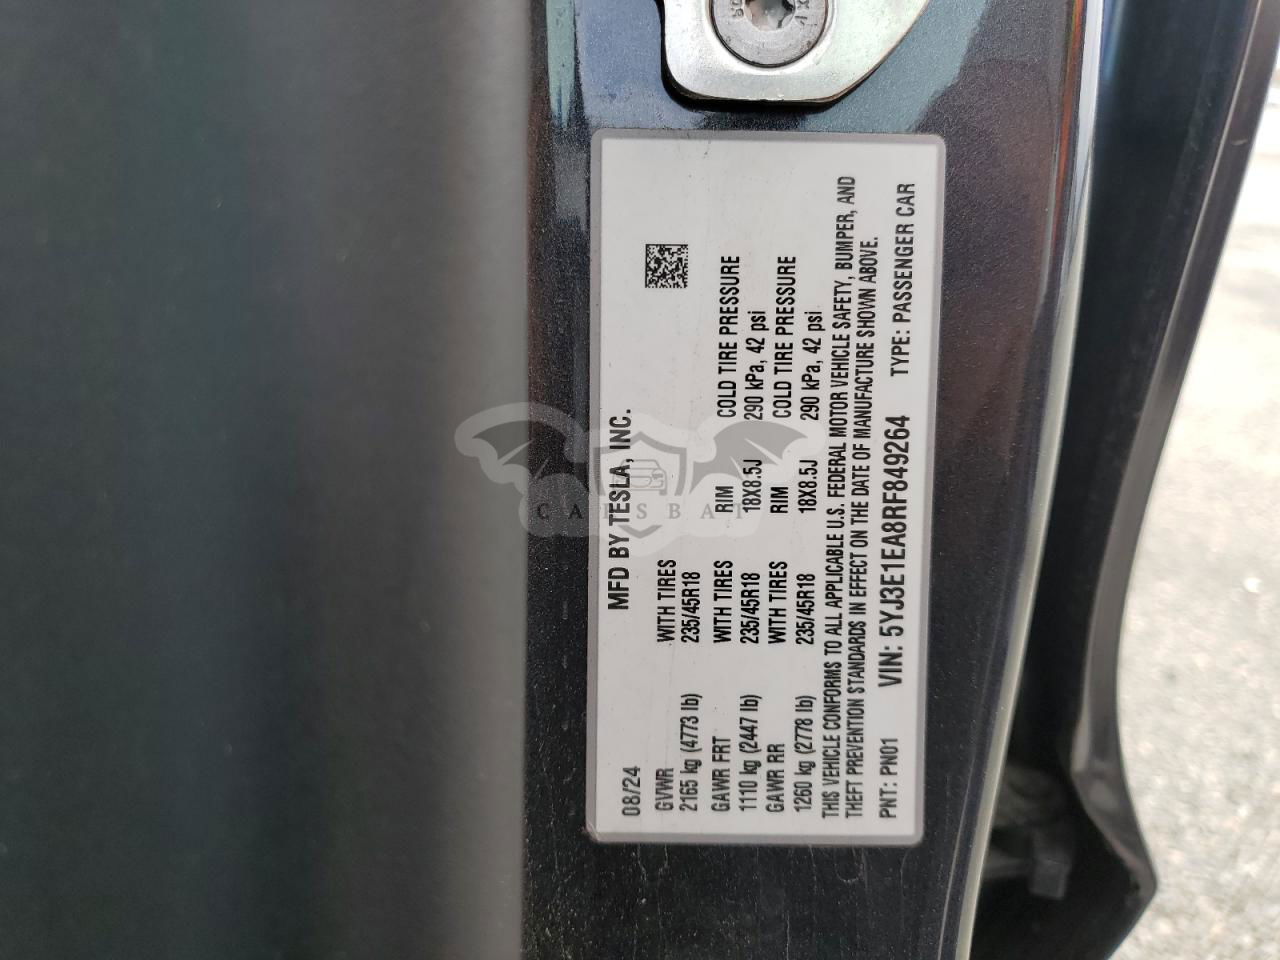 08/24 MFD BY TESLA, INC.
GVWR WITH TIRES
2165 kg (4773 lb) 235/45R18
GAWR FRT WITH TIRES RIM COLD TIRE PRESSURE
1110 kg (2447 lb) 235/45R18 18X8.5J 290 kPa, 42 psi
GAWR RR WITH TIRES RIM COLD TIRE PRESSURE
1260 kg (2778 lb) 235/45R18 18X8.5J 290 kPa, 42 psi
THIS VEHICLE CONFORMS TO ALL APPLICABLE U.S. FEDERAL MOTOR VEHICLE SAFETY, BUMPER, AND
THEFT PREVENTION STANDARDS IN EFFECT ON THE DATE OF MANUFACTURE SHOWN ABOVE.
PNT: PN01 VIN: 5YJ3E1EA8RF849264 TYPE: PASSENGER CAR
CARSBAT